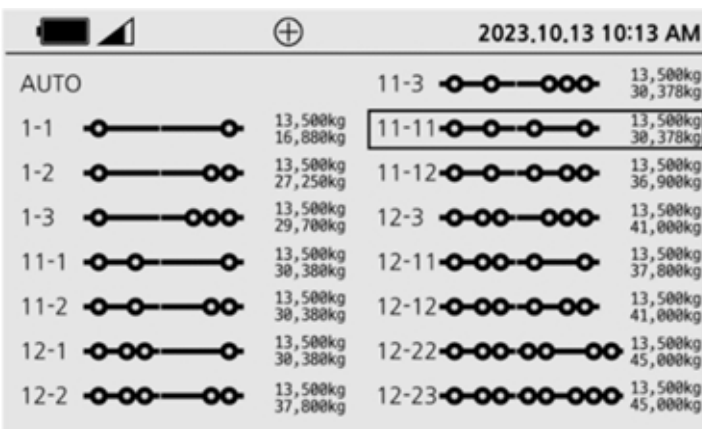 2023.10.13 10:13 AM
AUTO
1-1 13,500kg
16,880kg
1-2 13,500kg
27,250kg
1-3 13,500kg
29,700kg
11-1 13,500kg
30,380kg
11-2 13,500kg
30,380kg
12-1 13,500kg
30,380kg
12-2 13,500kg
37,800kg
11-3 13,500kg
30,378kg
11-11 13,500kg
30,378kg
11-12 13,500kg
36,900kg
12-3 13,500kg
41,000kg
12-11 13,500kg
37,800kg
12-12 13,500kg
41,000kg
12-22 13,500kg
45,000kg
12-23 13,500kg
45,000kg